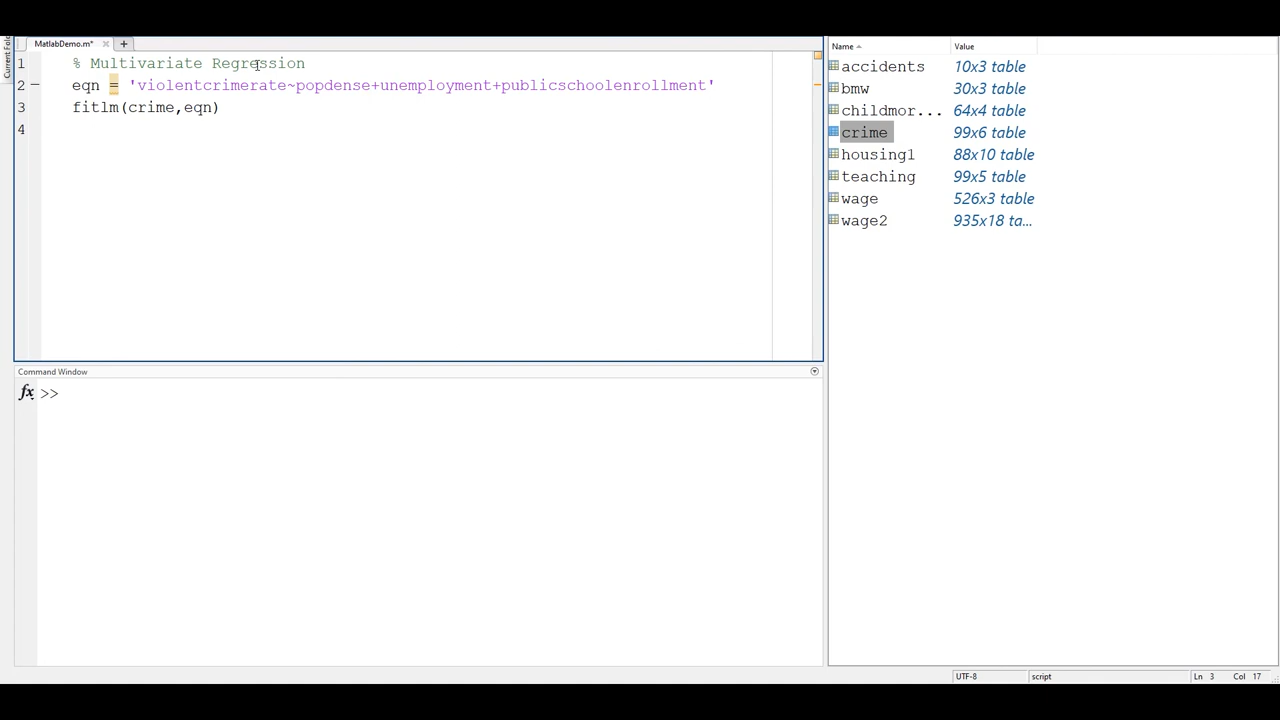 Current Fol
MatlabDemo.m*
1 % Multivariate Regression
2 eqn = 'violentcrimerate~popdense+unemployment+publicschoolenrollment'
3 fitlm(crime,eqn)
4
Command Window
fx >>
Name Value
accidents 10x3 table
bmw 30x3 table
childmor... 64x4 table
crime 99x6 table
housing1 88x10 table
teaching 99x5 table
wage 526x3 table
wage2 935x18 ta...
UTF-8 script Ln 3 Col 17